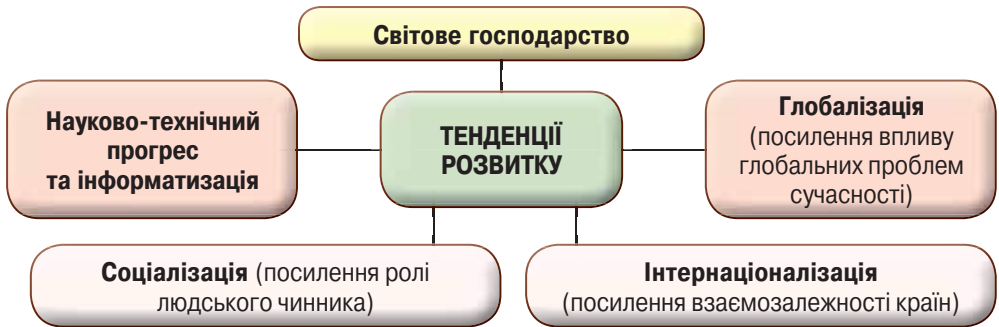 Світове господарство
Науково-технічний
прогрес
та інформатизація
ТЕНДЕНЦІЇ
РОЗВИТКУ
Глобалізація
(посилення впливу
глобальних проблем
сучасності)
Соціалізація (посилення ролі
людського чинника)
Інтернаціоналізація
(посилення взаємозалежності країн)